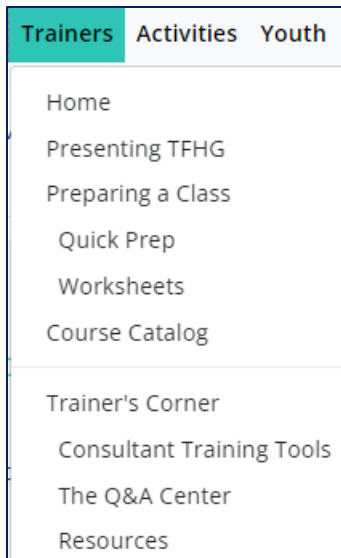 Trainers Activities Youth
Home
Presenting TFHG
Preparing a Class
Quick Prep
Worksheets
Course Catalog
Trainer's Corner
Consultant Training Tools
The Q&A Center
Resources